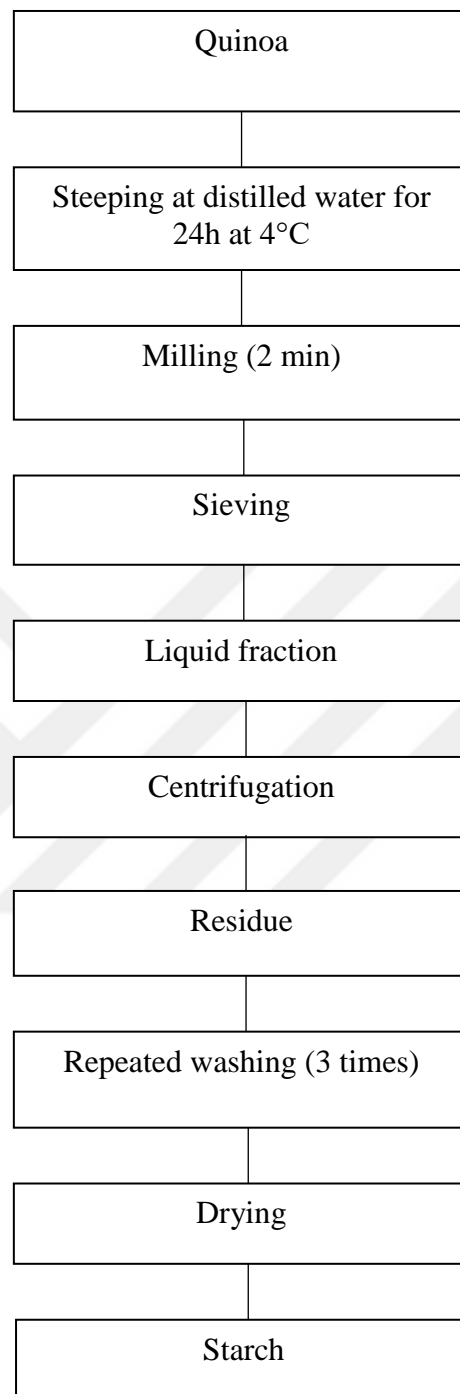 Quinoa
Steeping at distilled water for
24h at 4°C
Milling (2 min)
Sieving
Liquid fraction
Centrifugation
Residue
Repeated washing (3 times)
Drying
Starch